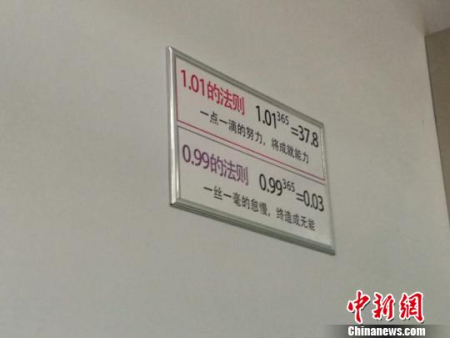 1.01的法则 1.01³⁶⁵=37.8
一点一滴的努力，将成就能力
0.99的法则 0.99³⁶⁵=0.03
一丝一毫的怠慢，终造成无能
中新网
Chinanews.com